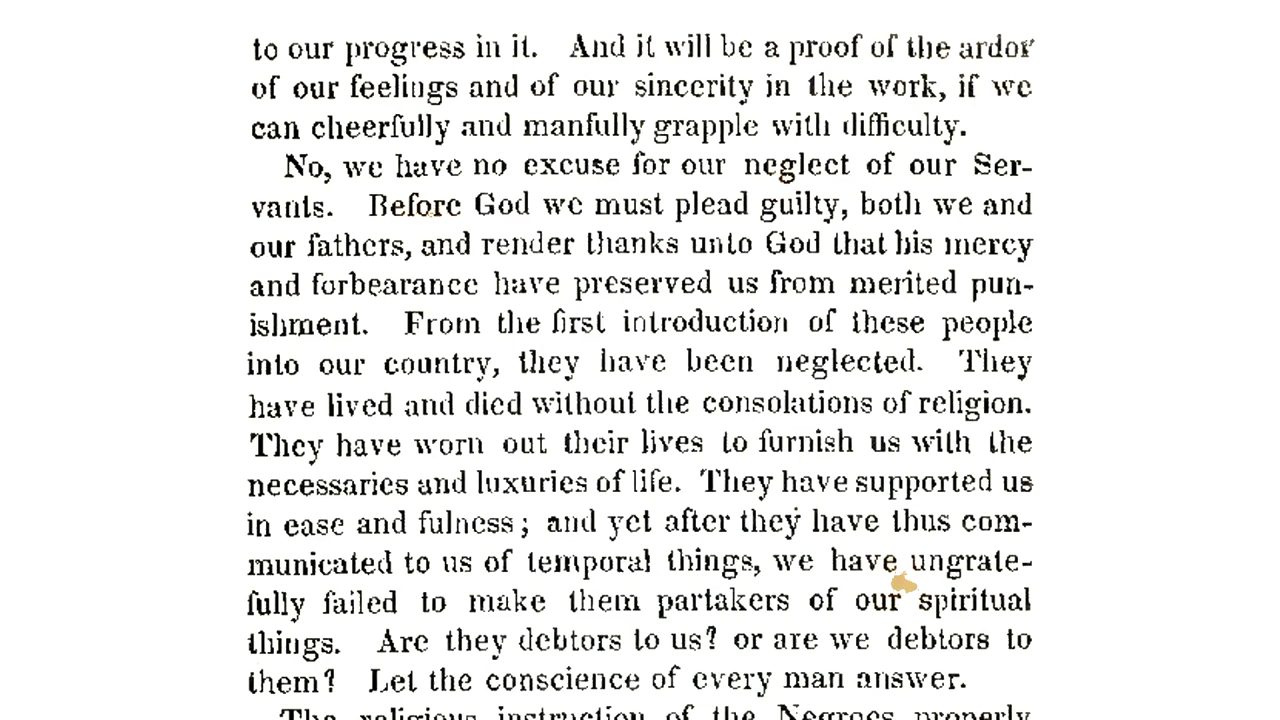 to our progress in it. And it will be a proof of the ardor
of our feelings and of our sincerity in the work, if we
can cheerfully and manfully grapple with difficulty.
No, we have no excuse for our neglect of our Ser-
vants. Before God we must plead guilty, both we and
our fathers, and render thanks unto God that his mercy
and forbearance have preserved us from merited pun-
ishment. From the first introduction of these people
into our country, they have been neglected. They
have lived and died without the consolations of religion.
They have worn out their lives to furnish us with the
necessaries and luxuries of life. They have supported us
in ease and fulness; and yet after they have thus com-
municated to us of temporal things, we have ungrate-
fully failed to make them partakers of our spiritual
things. Are they debtors to us? or are we debtors to
them? Let the conscience of every man answer.
The religious instruction of the Negroes properly